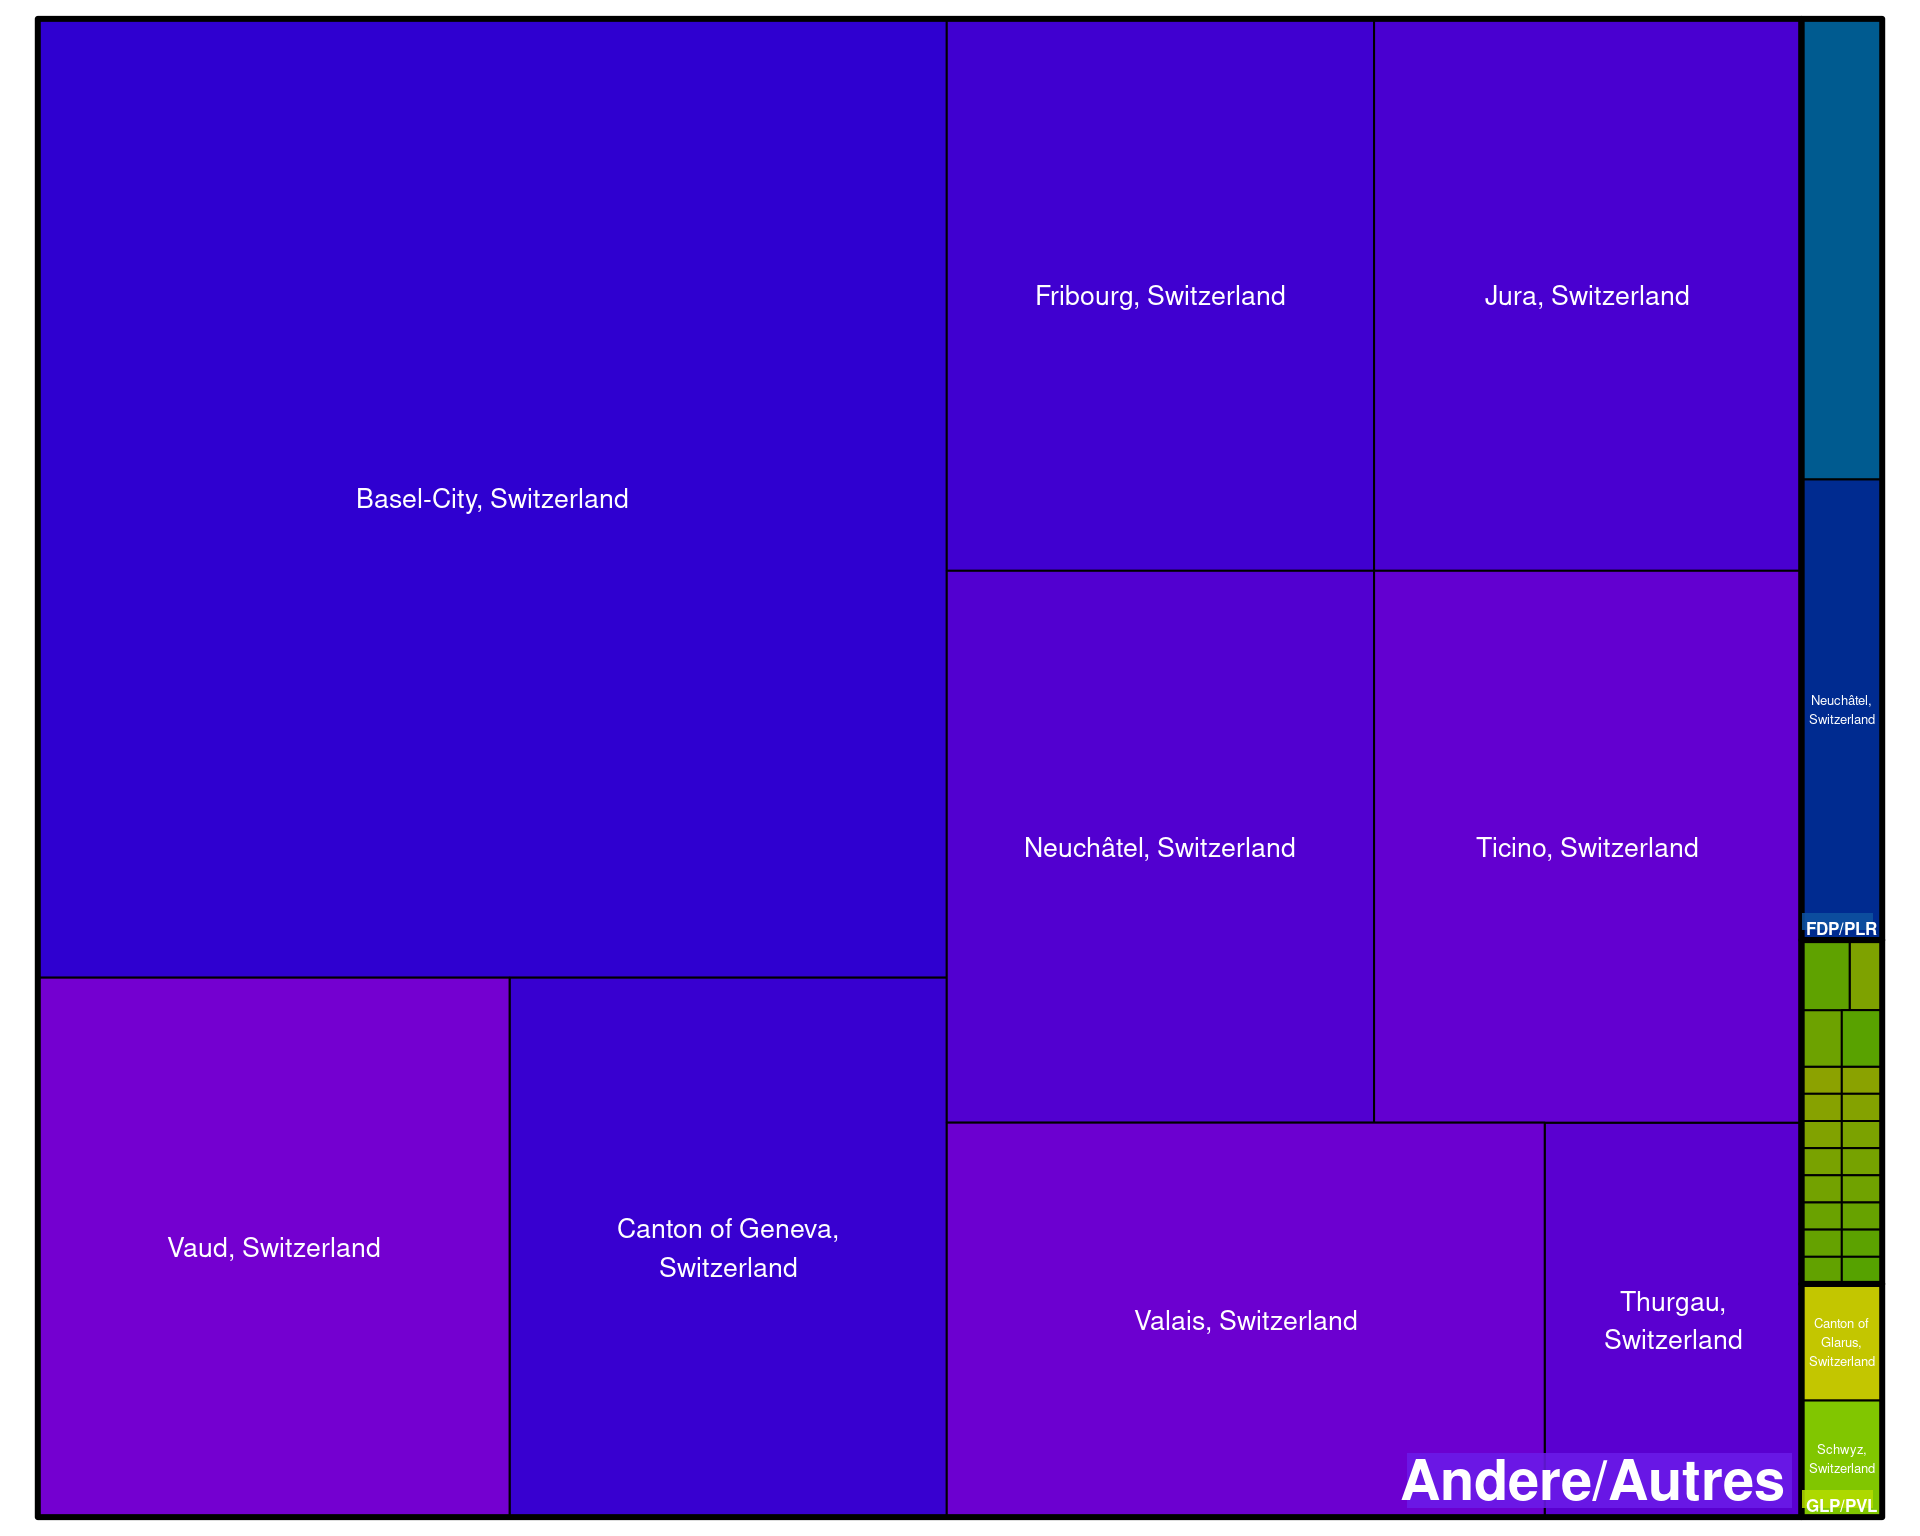 Basel-City, Switzerland
Fribourg, Switzerland
Jura, Switzerland
Neuchâtel, Switzerland
Ticino, Switzerland
Vaud, Switzerland
Canton of Geneva,
Switzerland
Valais, Switzerland
Thurgau,
Switzerland
Andere/Autres
Neuchâtel,
Switzerland
FDP/PLR
Canton of
Glarus,
Switzerland
Schwyz,
Switzerland
GLP/PVL